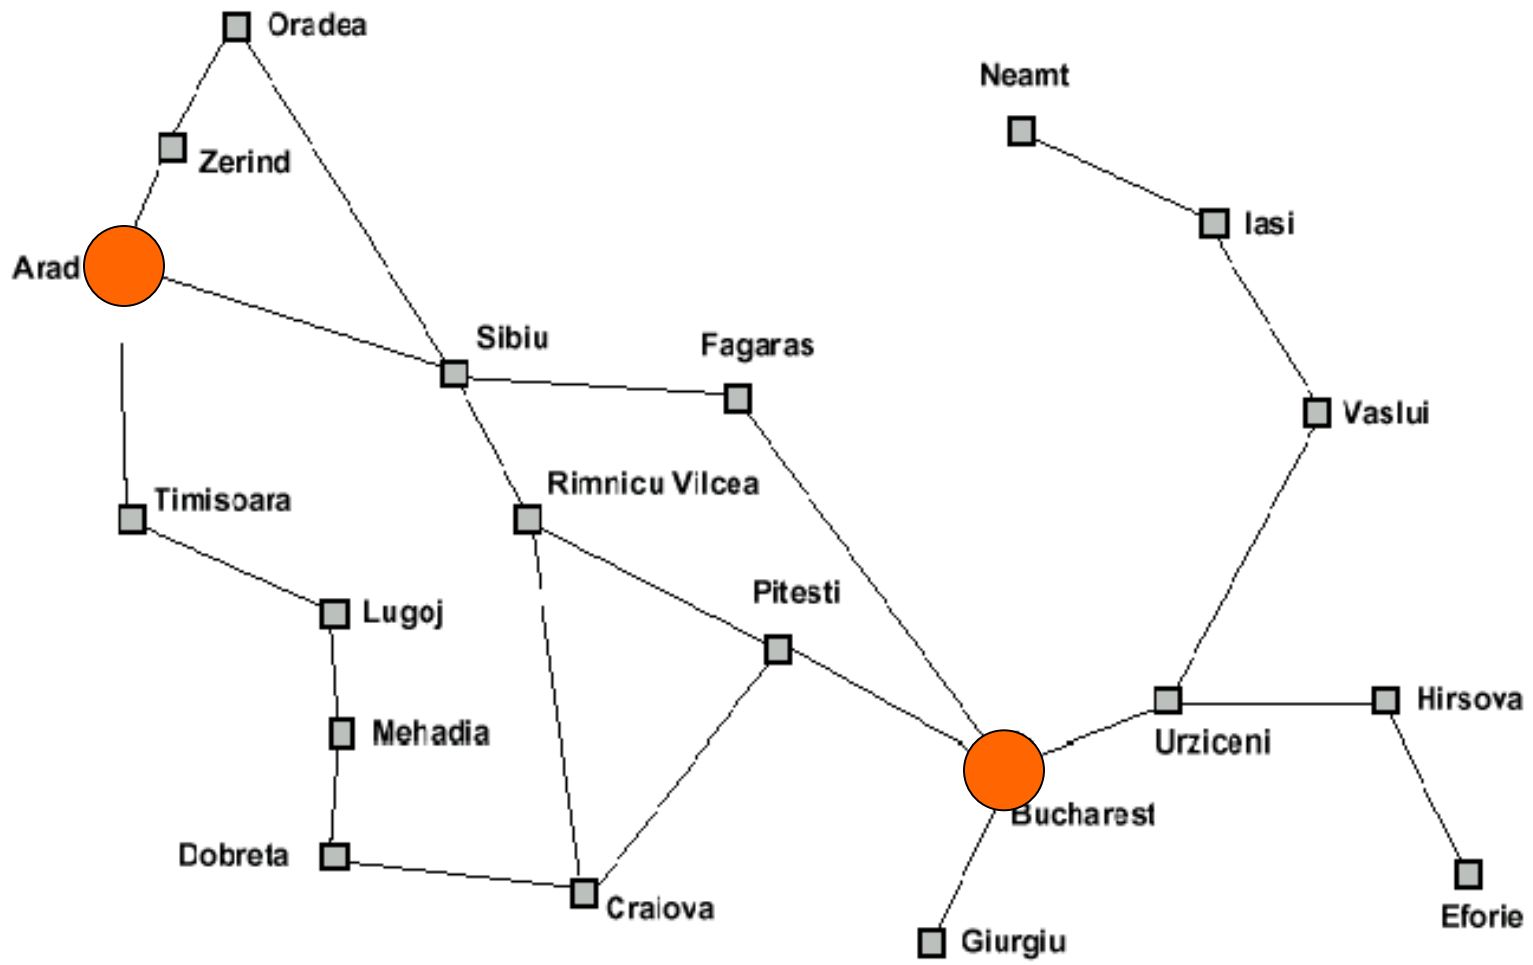 Oradea
Neamt
Zerind
Iasi
Arad
Sibiu
Fagaras
Vaslui
Rimnicu Vilcea
Timisoara
Pitesti
Lugoj
Hirsova
Mehadia
Urziceni
Bucharest
Dobreta
Craiova
Eforie
Giurgiu